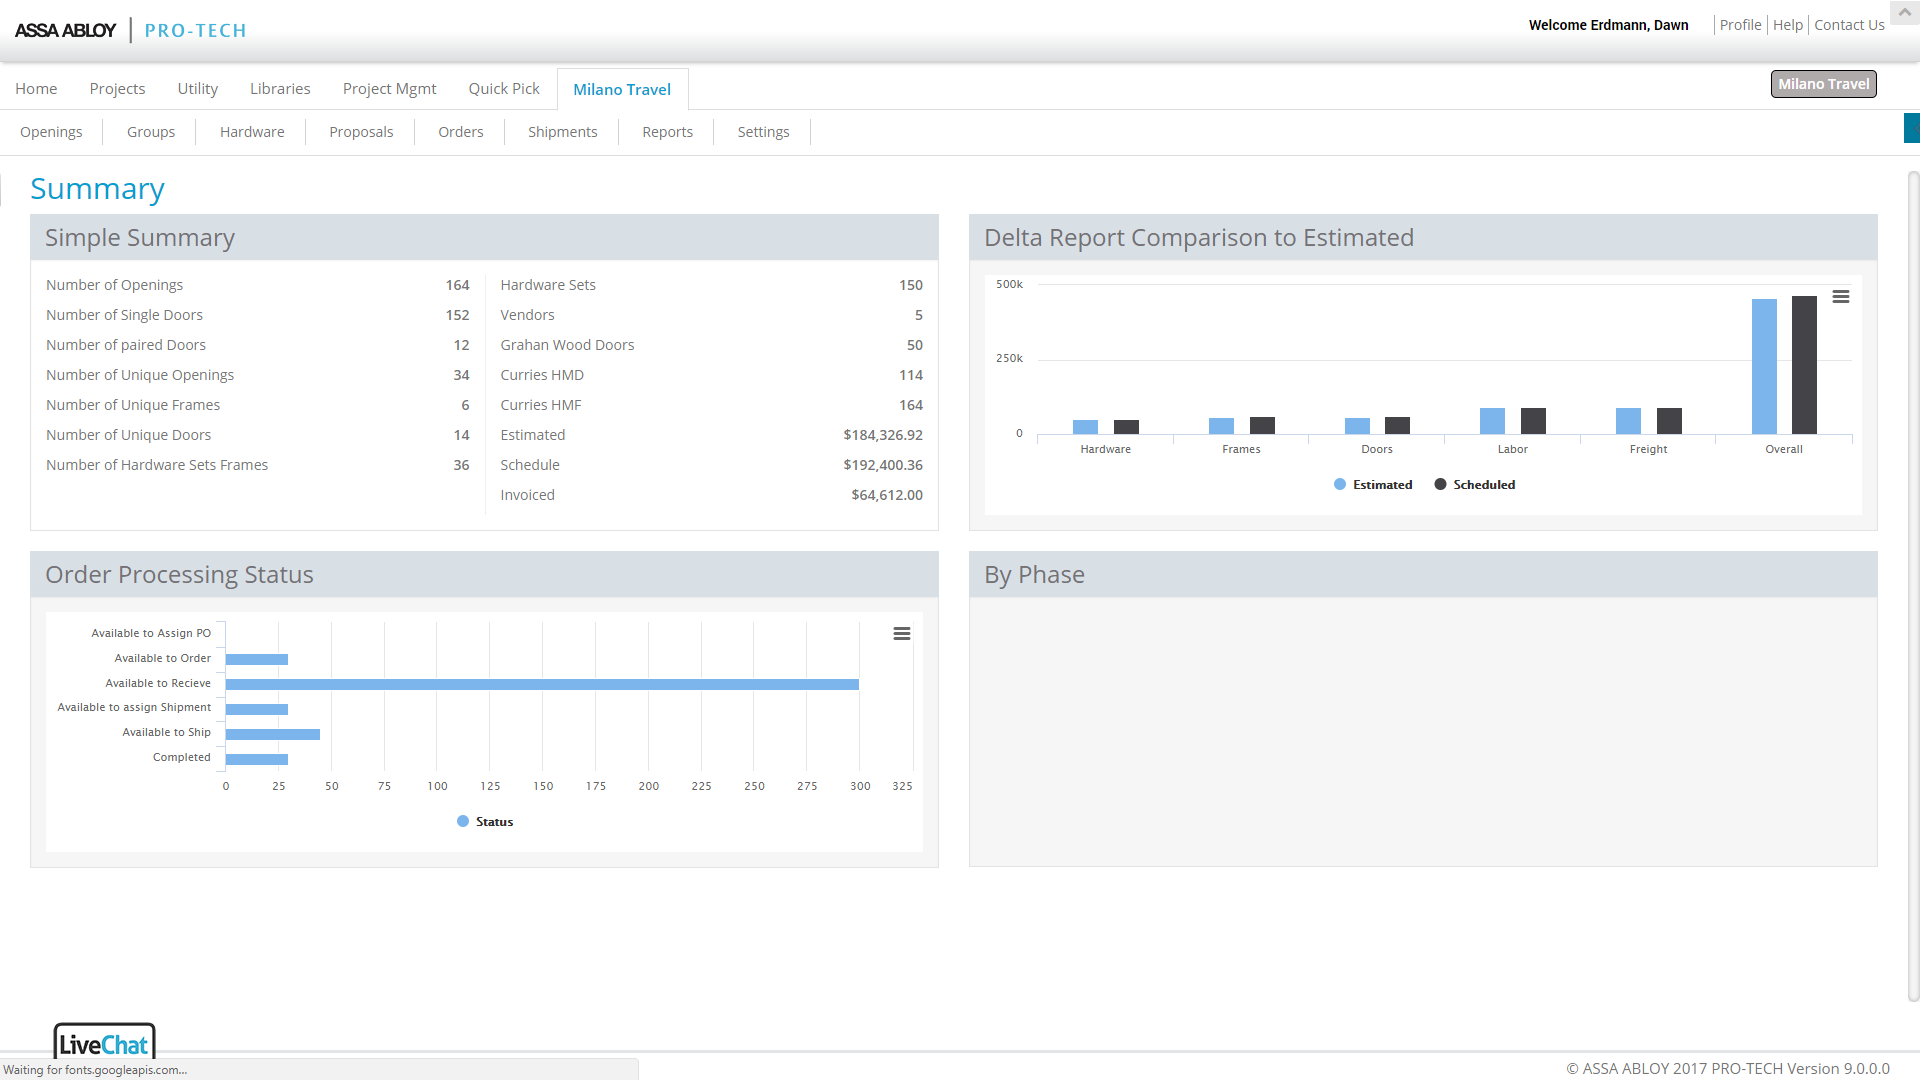 ASSA ABLOY | PRO-TECH
Welcome Erdmann, Dawn
Profile Help Contact Us
Home Projects Utility Libraries Project Mgmt Quick Pick Milano Travel
Milano Travel
Openings Groups Hardware Proposals Orders Shipments Reports Settings
Summary
Simple Summary
Number of Openings 164
Number of Single Doors 152
Number of paired Doors 12
Number of Unique Openings 34
Number of Unique Frames 6
Number of Unique Doors 14
Number of Hardware Sets Frames 36
Hardware Sets 150
Vendors 5
Grahan Wood Doors 50
Curries HMD 114
Curries HMF 164
Estimated $184,326.92
Schedule $192,400.36
Invoiced $64,612.00
Delta Report Comparison to Estimated
500k
250k
0
Hardware Frames Doors Labor Freight Overall
Estimated Scheduled
Order Processing Status
Available to Assign PO
Available to Order
Available to Recieve
Available to assign Shipment
Available to Ship
Completed
0 25 50 75 100 125 150 175 200 225 250 275 300 325
Status
By Phase
LiveChat
Waiting for fonts.googleapis.com...
© ASSA ABLOY 2017 PRO-TECH Version 9.0.0.0